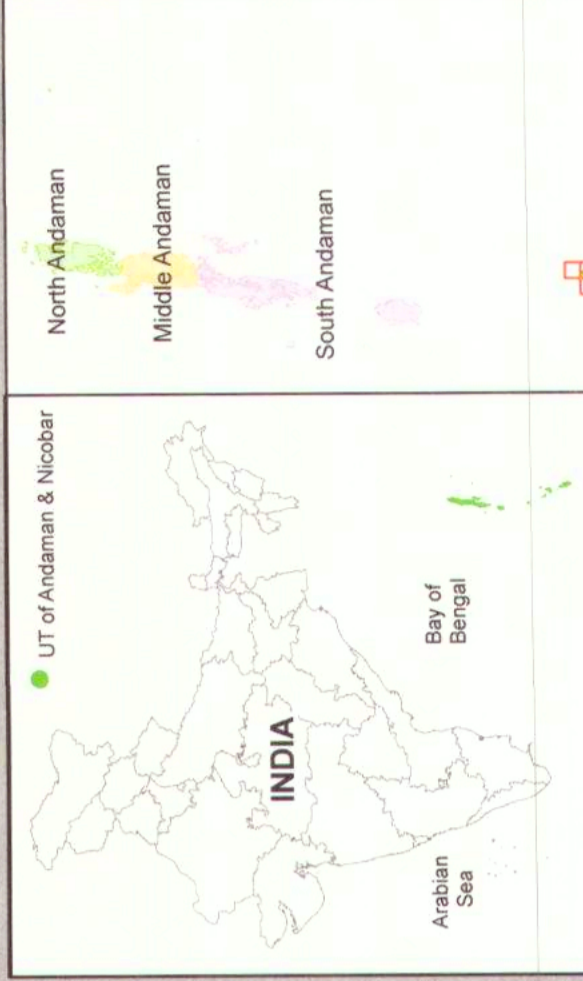 UT of Andaman & Nicobar
INDIA
Arabian
Sea
Bay of
Bengal
North Andaman
Middle Andaman
South Andaman